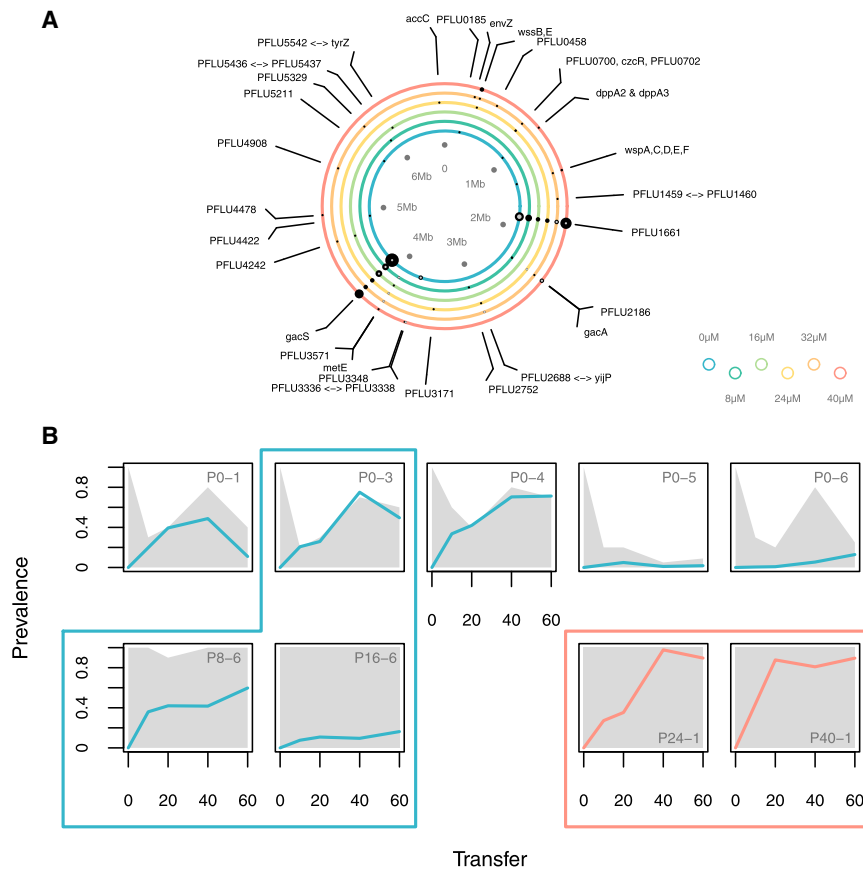 A
accC
PFLU0185
envZ
wssB,E
PFLU0458
PFLU5542 <-> tyrZ
PFLU5436 <-> PFLU5437
PFLU0700, czcR, PFLU0702
PFLU5329
PFLU5211
dppA2 & dppA3
PFLU4908
wspA,C,D,E,F
0
6Mb
1Mb
PFLU1459 <-> PFLU1460
5Mb
PFLU4478
2Mb
PFLU1661
PFLU4422
4Mb
3Mb
PFLU4242
PFLU2186
gacA
gacS
0µM
16µM
32µM
PFLU3571
metE
PFLU3348
PFLU2688 <-> yijP
PFLU3336 <-> PFLU3338
PFLU3171
PFLU2752
8µM
24µM
40µM
B
P0-1
P0-3
P0-4
P0-5
P0-6
0.8
0.4
0
0 20 40 60
Prevalence
P8-6
P16-6
P24-1
P40-1
0.8
0.4
0
0 20 40 60
0 20 40 60
0 20 40 60
0 20 40 60
Transfer